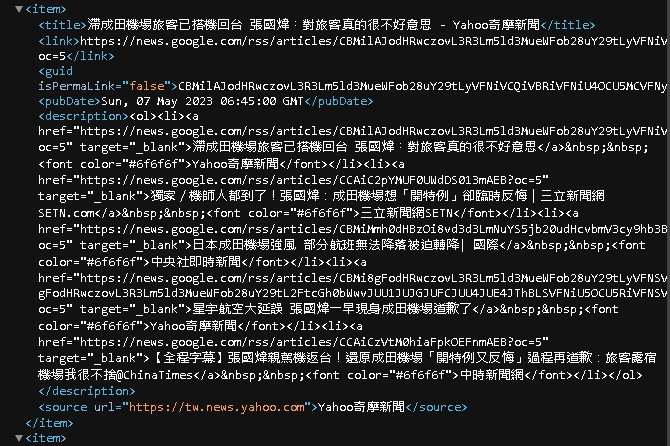 ▼<item>
<title>滯成田機場旅客已搭機回台 張國煒：對旅客真的很不好意思 - Yahoo奇摩新聞</title>
<link>https://news.google.com/rss/articles/CBMilAJodHRwczovL3R3Lm5ld3MueWFob28uY29tLyVFNiV
oc=5</link>
<guid
isPermaLink="false">CBMilAJodHRwczovL3R3Lm5ld3MueWFob28uY29tLyVFNiVCQiVBRiVFNiU4OCU5MCVFNy
<pubDate>Sun, 07 May 2023 06:45:00 GMT</pubDate>
<description><ol><li><a
href="https://news.google.com/rss/articles/CBMilAJodHRwczovL3R3Lm5ld3MueWFob28uY29tLyVFNiV
oc=5" target="_blank">滯成田機場旅客已搭機回台 張國煒：對旅客真的很不好意思</a>&nbsp;&nbsp;
<font color="#6f6f6f">Yahoo奇摩新聞</font></li><li><a
href="https://news.google.com/rss/articles/CCAiC2pYMUF0UWdDS013mAEB?oc=5"
target="_blank">獨家／機師人都到了！張國煒：成田機場想「開特例」卻臨時反悔 | 三立新聞網
SETN.com</a>&nbsp;&nbsp;<font color="#6f6f6f">三立新聞網SETN</font></li><li><a
href="https://news.google.com/rss/articles/CBMiMmh0dHBzOi8vd3d3LmNuYS5jb20udHcvbmV3cy9hb3B
oc=5" target="_blank">日本成田機場強風 部分航班無法降落被迫轉降| 國際</a>&nbsp;&nbsp;<font
color="#6f6f6f">中央社即時新聞</font></li><li><a
href="https://news.google.com/rss/articles/CBMi8gFodHRwczovL3R3Lm5ld3MueWFob28uY29tLyVFNSV
gFodHRwczovL3R3Lm5ld3MueWFob28uY29tL2FtcGh0bWwvJUU1JUJGJUFCJUU4JUE4JThBLSVFNiU5OCU5RiVFNSV
oc=5" target="_blank">星宇航空大延誤 張國煒一早現身成田機場道歉了</a>&nbsp;&nbsp;<font
color="#6f6f6f">Yahoo奇摩新聞</font></li><li><a
href="https://news.google.com/rss/articles/CCAiCzVtM0hiaFpkOEFnmAEB?oc=5"
target="_blank">【全程字幕】張國煒親駕機返台！還原成田機場「開特例又反悔」過程再道歉：旅客露宿
機場我很不捨@ChinaTimes</a>&nbsp;&nbsp;<font color="#6f6f6f">中時新聞網</font></li></ol>
</description>
<source url="https://tw.news.yahoo.com">Yahoo奇摩新聞</source>
</item>
▼<item>